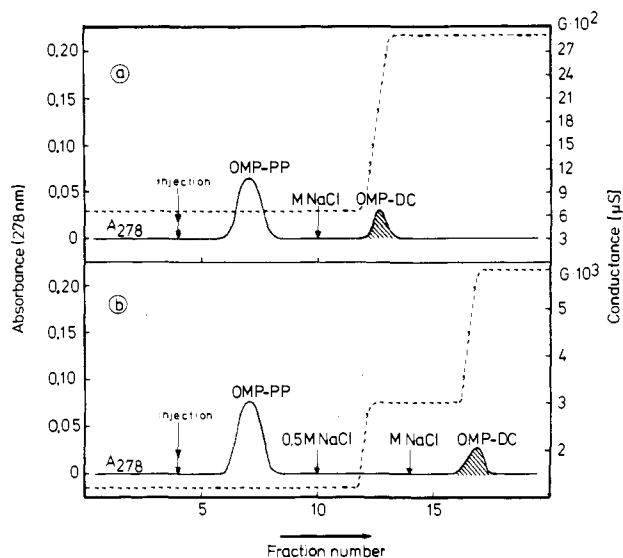 G·10²
0,20
27
ⓐ
24
21
0,15
18
15
OMP-PP
0,10
12
injection
M NaCl
OMP-DC
9
0,05
6
A278
0
3
G·10³
0,20
ⓑ
5
0,15
4
OMP-PP
0,10
3
injection
0.5M NaCl
M NaCl
OMP-DC
0,05
2
A278
0
5
10
15
Fraction number
Absorbance (278nm)
Conductance [µS]